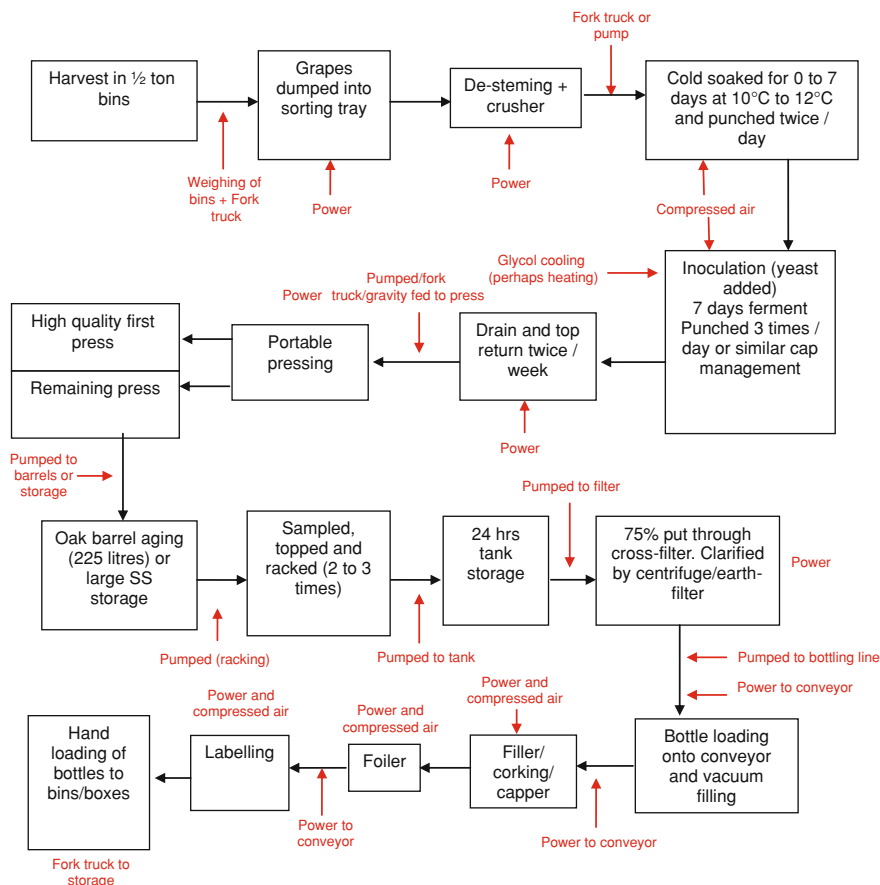 Fork truck or
pump
Harvest in ½ ton
bins
Grapes
dumped into
sorting tray
De-steming +
crusher
Cold soaked for 0 to 7
days at 10°C to 12°C
and punched twice /
day
Weighing of
bins + Fork
truck
Power
Power
Compressed air
Glycol cooling
(perhaps heating)
Inoculation (yeast
added)
7 days ferment
Punched 3 times /
day or similar cap
management
Pumped/fork
Power truck/gravity fed to press
High quality first
press
Remaining press
Portable
pressing
Drain and top
return twice /
week
Power
Pumped to
barrels or
storage
Pumped to filter
Oak barrel aging
(225 litres) or
large SS
storage
Sampled,
topped and
racked (2 to 3
times)
24 hrs
tank
storage
75% put through
cross-filter. Clarified
by centrifuge/earth-
filter
Power
Pumped (racking)
Pumped to tank
Pumped to bottling line
Power to conveyor
Power and
compressed air
Power and
compressed air
Power and
compressed air
Hand
loading of
bottles to
bins/boxes
Labelling
Foiler
Filler/
corking/
capper
Bottle loading
onto conveyor
and vacuum
filling
Power to
conveyor
Power to conveyor
Fork truck to
storage